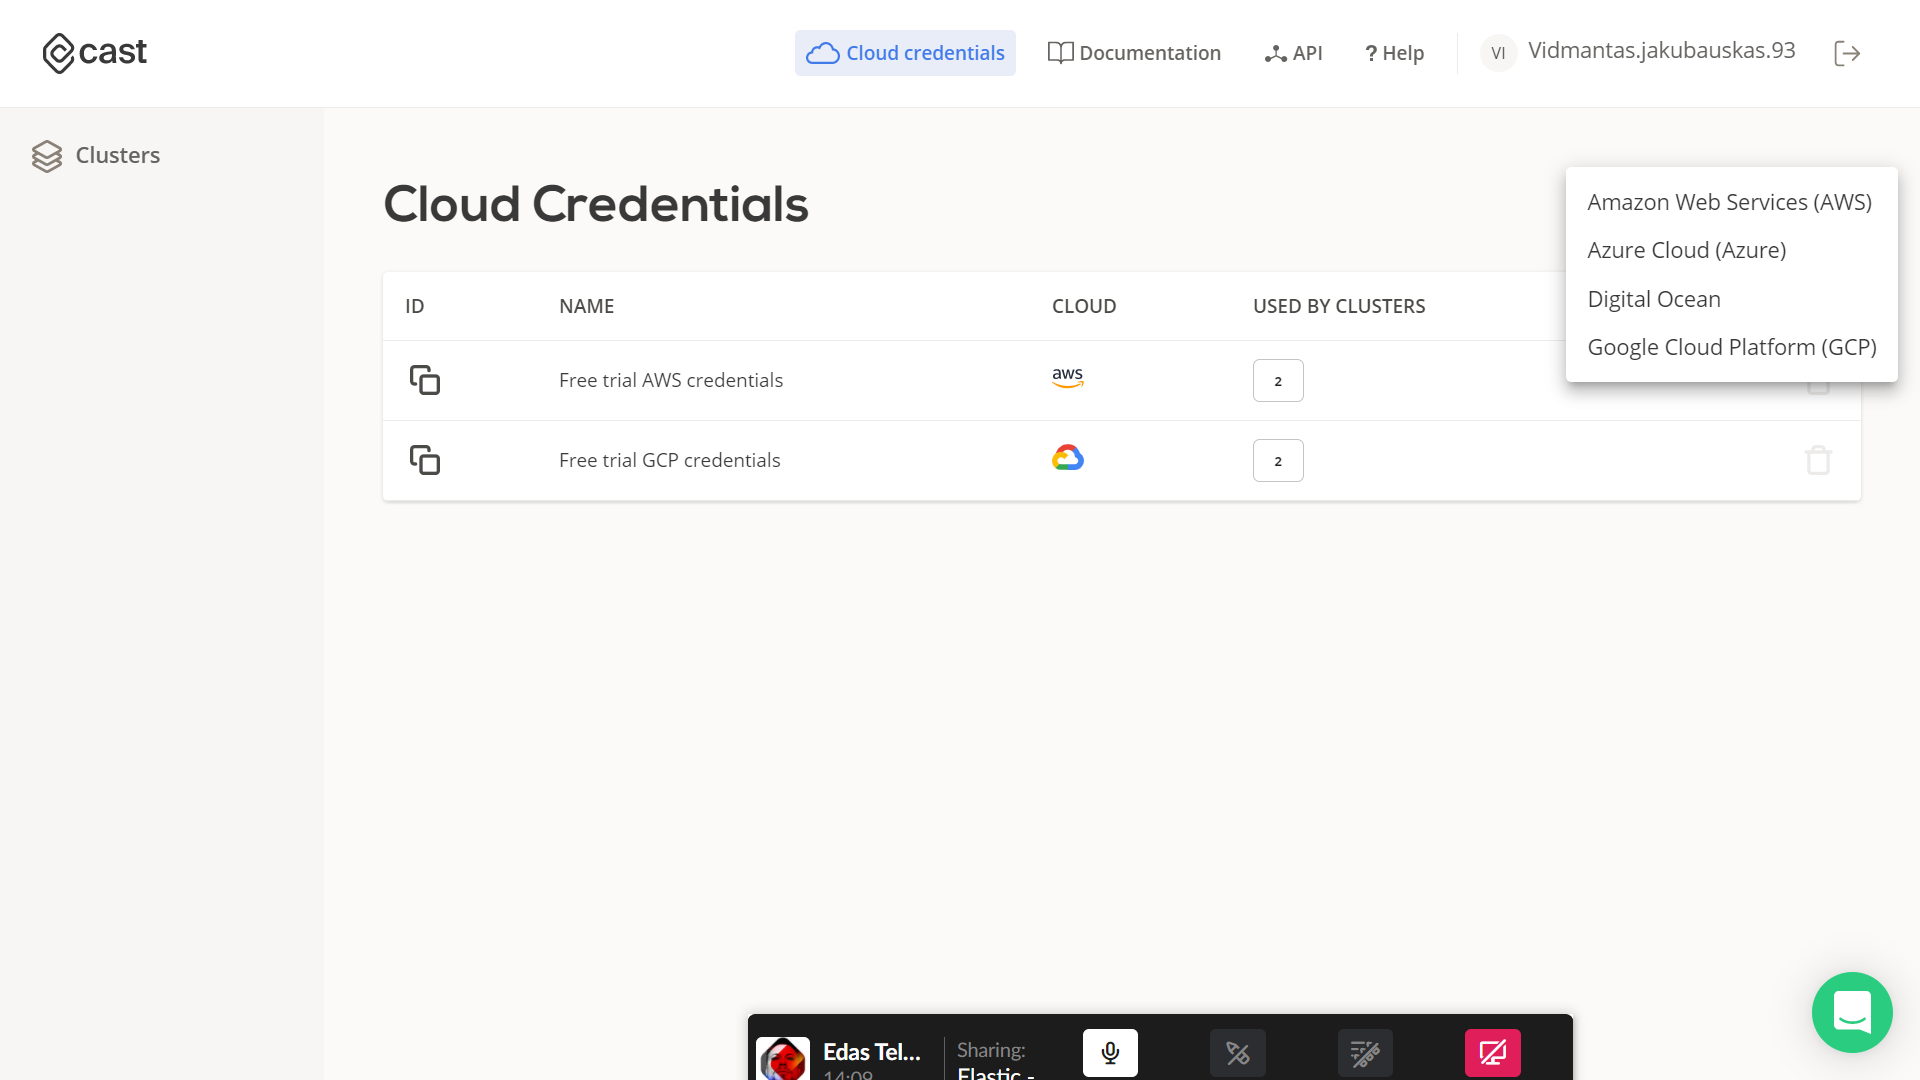 cast
Cloud credentials
Documentation
API
? Help
VI
Vidmantas.jakubauskas.93
Clusters
Cloud Credentials
Amazon Web Services (AWS)
Azure Cloud (Azure)
Digital Ocean
Google Cloud Platform (GCP)
ID NAME CLOUD USED BY CLUSTERS
Free trial AWS credentials aws 2
Free trial GCP credentials 2
Edas Tel...
14:09
Sharing:
Elastic -